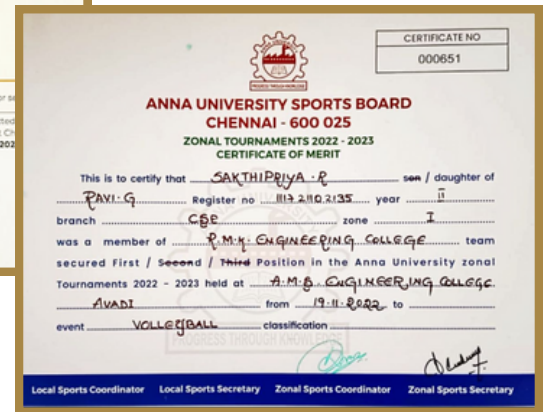 CERTIFICATE NO
000651
ANNA UNIVERSITY
PROGRESS THROUGH KNOWLEDGE
ANNA UNIVERSITY SPORTS BOARD
CHENNAI - 600 025
ZONAL TOURNAMENTS 2022 - 2023
CERTIFICATE OF MERIT
This is to certify that SAKTHIPRIYA . R son / daughter of
RAVI . G Register no year II
branch CSE zone I
was a member of R.M.K. ENGINEERING COLLEGE team
secured First / Second / Third Position in the Anna University zonal
Tournaments 2022 - 2023 held at ENGINEERING COLLEGE
AVADI from 19.11.2022 to
event VOLLEYBALL classification
PROGRESS THROUGH KNOWLEDGE
Local Sports Coordinator Local Sports Secretary Zonal Sports Coordinator Zonal Sports Secretary